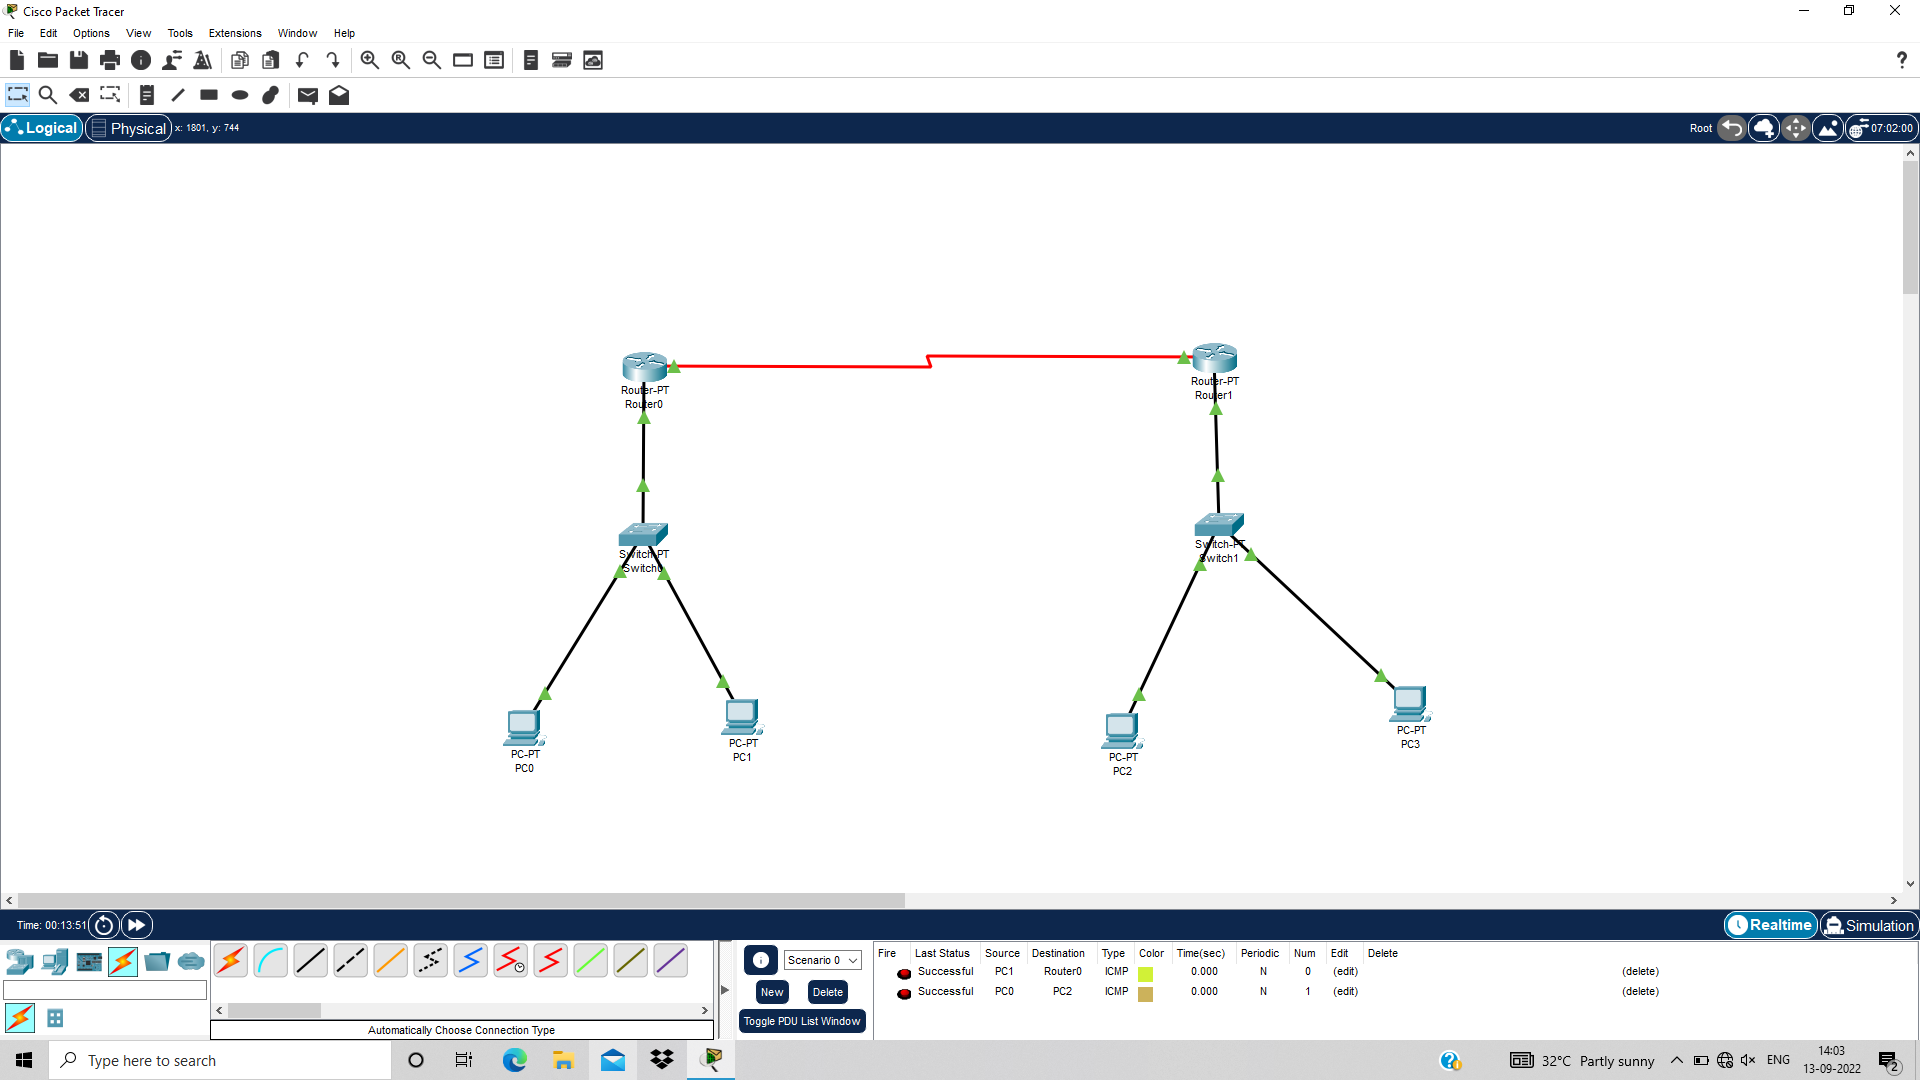 Cisco Packet Tracer
File Edit Options View Tools Extensions Window Help
?
Logical Physical x: 1801, y: 744 Root 07:02:00
Router-PT
Router0
Router-PT
Router1
Switch-PT
Switch0
Switch-PT
Switch1
PC-PT
PC0
PC-PT
PC1
PC-PT
PC2
PC-PT
PC3
Time: 00:13:51 Realtime Simulation
Scenario 0
New Delete
Toggle PDU List Window
Automatically Choose Connection Type
Fire Last Status Source Destination Type Color Time(sec) Periodic Num Edit Delete
Successful PC1 Router0 ICMP 0.000 N 0 (edit) (delete)
Successful PC0 PC2 ICMP 0.000 N 1 (edit) (delete)
Type here to search
32°C Partly sunny ENG 14:03
13-09-2022 2